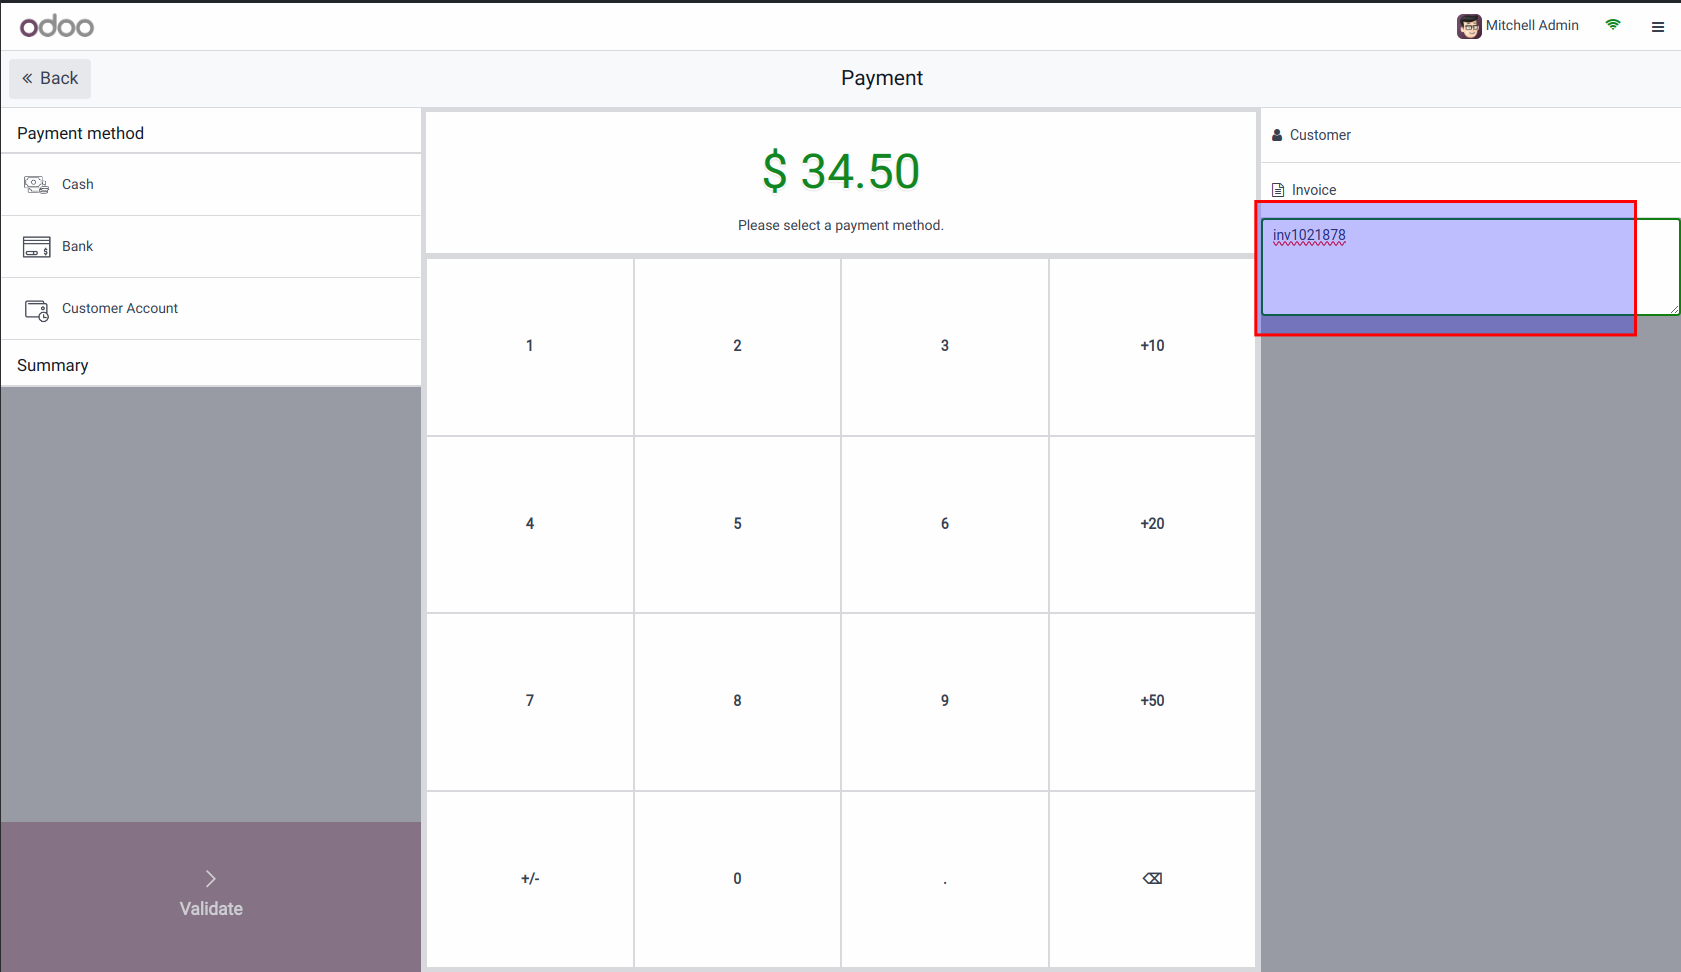 odoo
Mitchell Admin
« Back
Payment
Payment method
Cash
Bank
Customer Account
Summary
Validate
$ 34.50
Please select a payment method.
1 2 3 +10
4 5 6 +20
7 8 9 +50
+/- 0 . ⌫
Customer
Invoice
inv1021878